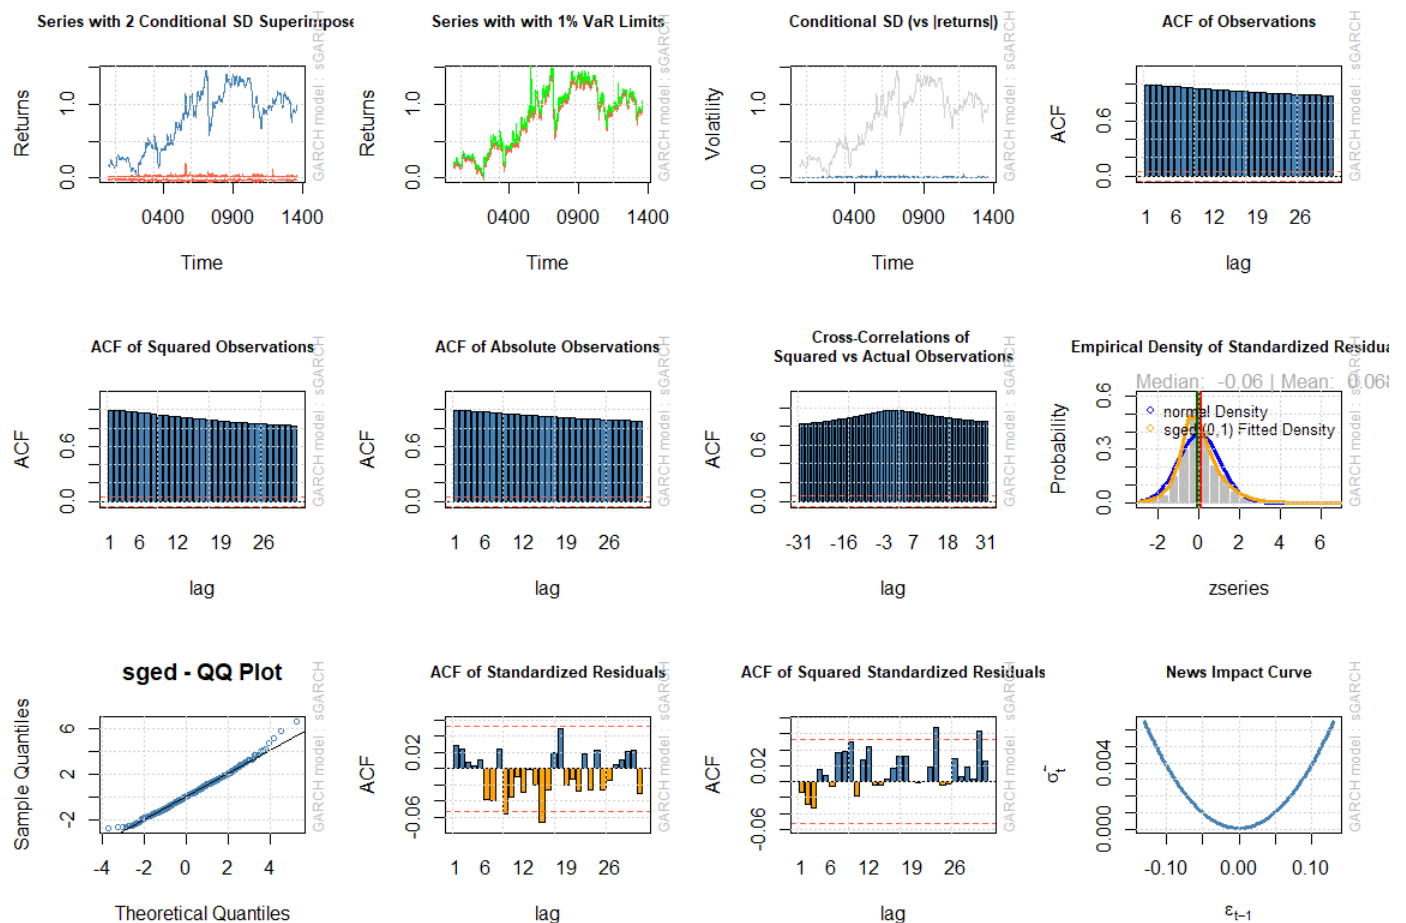 Series with 2 Conditional SD Superimpose
GARCH model : sGARCH
Returns
0.0 1.0
0400 0900 1400
Time
Series with with 1% VaR Limits
GARCH model : sGARCH
Returns
0.0 1.0
0400 0900 1400
Time
Conditional SD (vs |returns|)
GARCH model : sGARCH
Volatility
0.0 1.0
0400 0900 1400
Time
ACF of Observations
GARCH model : sGARCH
ACF
0.0 0.6
1 6 12 19 26
lag
ACF of Squared Observations
GARCH model : sGARCH
ACF
0.0 0.6
1 6 12 19 26
lag
ACF of Absolute Observations
GARCH model : sGARCH
ACF
0.0 0.6
1 6 12 19 26
lag
Cross-Correlations of
Squared vs Actual Observations
GARCH model : sGARCH
ACF
0.0 0.6
-31 -16 -3 7 18 31
lag
Empirical Density of Standardized Residua
Median: -0.06 | Mean: 0.068
GARCH model : sGARCH
normal Density
sged (0,1) Fitted Density
Probability
0.0 0.3 0.6
-2 0 2 4 6
zseries
sged - QQ Plot
GARCH model : sGARCH
Sample Quantiles
-2 2 6
-4 -2 0 2 4
Theoretical Quantiles
ACF of Standardized Residuals
GARCH model : sGARCH
ACF
-0.06 0.02
1 6 12 19 26
lag
ACF of Squared Standardized Residuals
GARCH model : sGARCH
ACF
-0.06 0.02
1 6 12 19 26
lag
News Impact Curve
GARCH model : sGARCH
0.000 0.004
-0.10 0.00 0.10
εt−1